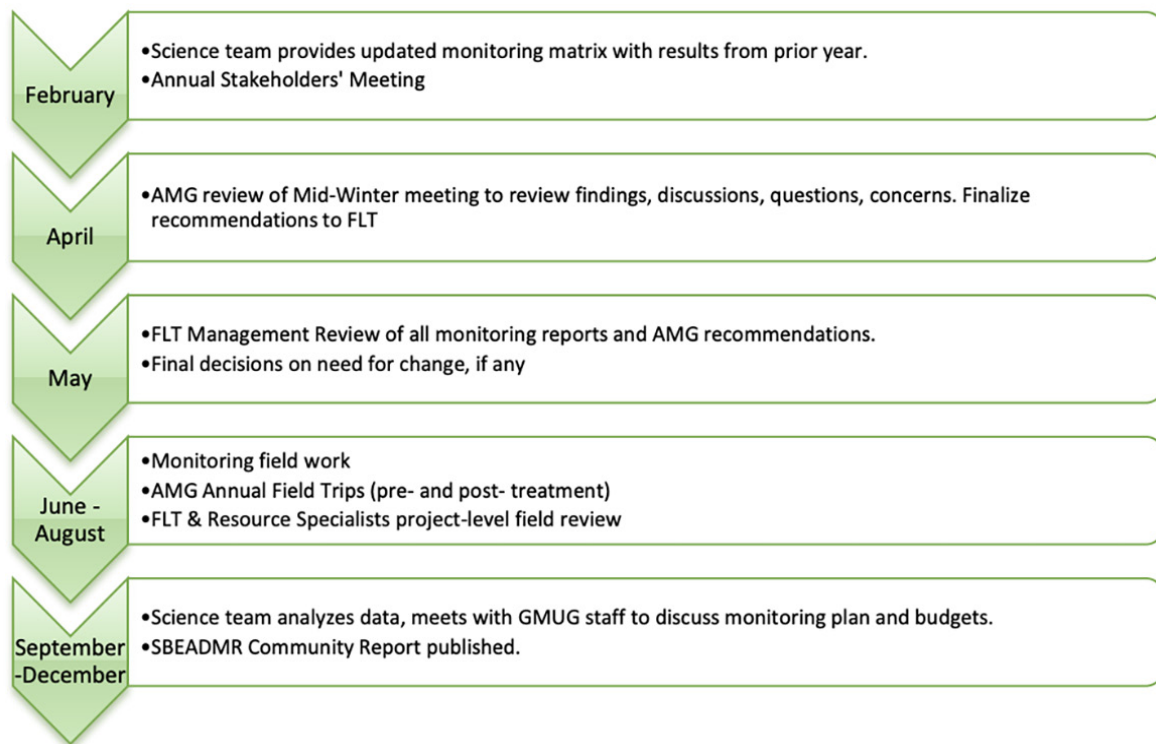 February
•Science team provides updated monitoring matrix with results from prior year.
•Annual Stakeholders' Meeting
April
•AMG review of Mid-Winter meeting to review findings, discussions, questions, concerns. Finalize
recommendations to FLT
May
•FLT Management Review of all monitoring reports and AMG recommendations.
•Final decisions on need for change, if any
June -
August
•Monitoring field work
•AMG Annual Field Trips (pre- and post- treatment)
•FLT & Resource Specialists project-level field review
September
-December
•Science team analyzes data, meets with GMUG staff to discuss monitoring plan and budgets.
•SBEADMR Community Report published.